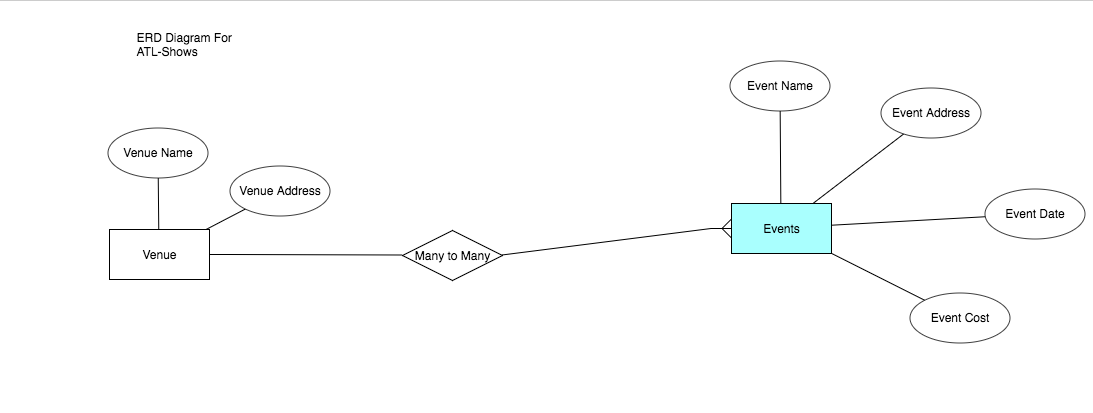 ERD Diagram For
ATL-Shows
Event Name
Event Address
Venue Name
Venue Address
Event Date
Venue
Many to Many
Events
Event Cost